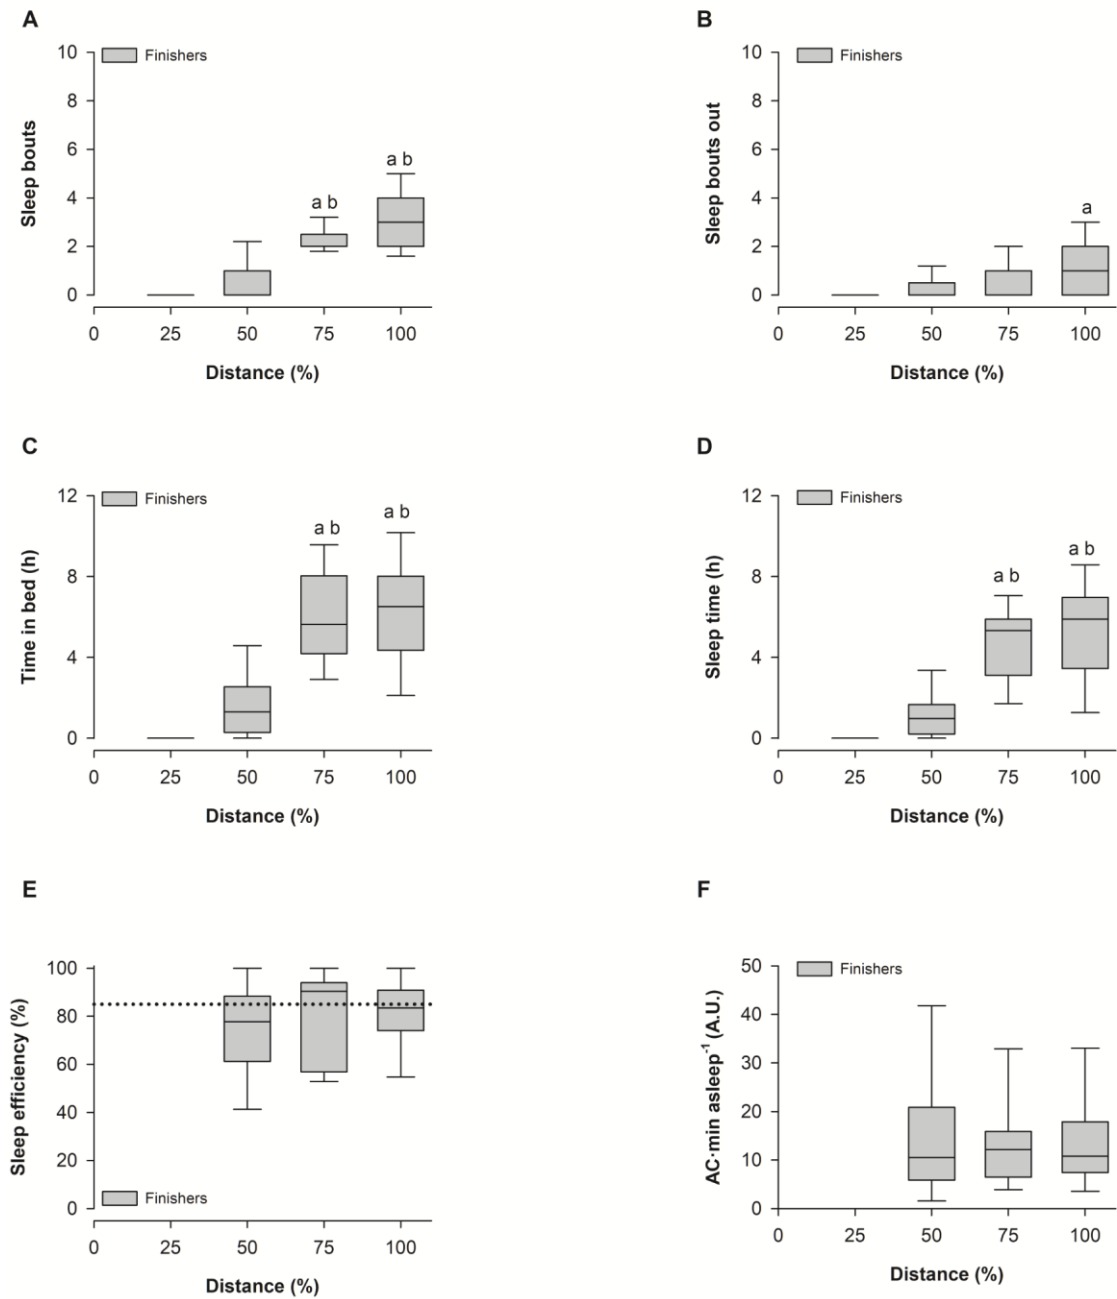 A
Finishers
10
8
6
4
2
0
Sleep bouts
a b
a b
0 25 50 75 100
Distance (%)
B
Finishers
10
8
6
4
2
0
Sleep bouts out
a
0 25 50 75 100
Distance (%)
C
Finishers
12
8
4
0
Time in bed (h)
a b
a b
0 25 50 75 100
Distance (%)
D
Finishers
12
8
4
0
Sleep time (h)
a b
a b
0 25 50 75 100
Distance (%)
E
100
80
60
40
20
0
Sleep efficiency (%)
Finishers
0 25 50 75 100
Distance (%)
F
Finishers
50
40
30
20
10
0
AC·min asleep⁻¹ (A.U.)
0 25 50 75 100
Distance (%)